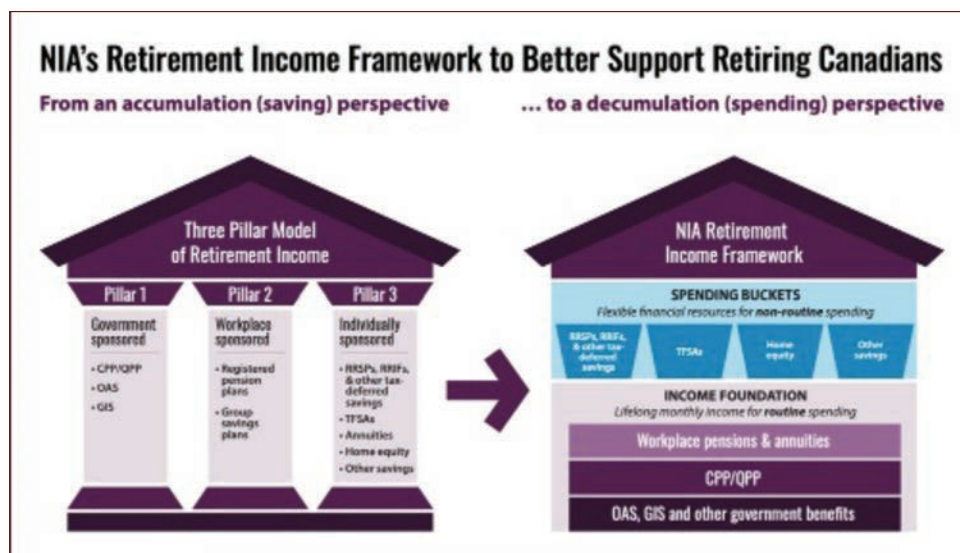 NIA's Retirement Income Framework to Better Support Retiring Canadians
From an accumulation (saving) perspective
... to a decumulation (spending) perspective
Three Pillar Model
of Retirement Income
Pillar 1
Government
sponsored
• CPP/QPP
• OAS
• GIS
Pillar 2
Workplace
sponsored
• Registered
pension
plans
• Group
savings
plans
Pillar 3
Individually
sponsored
• RRSPs, RRIFs,
& other tax-
deferred
savings
• TFSAs
• Annuities
• Home equity
• Other savings
NIA Retirement
Income Framework
SPENDING BUCKETS
Flexible financial resources for non-routine spending
RRSPs, RRIFs,
& other tax-
deferred
savings
TFSAs
Home
equity
Other
savings
INCOME FOUNDATION
Lifelong monthly income for routine spending
Workplace pensions & annuities
CPP/QPP
OAS, GIS and other government benefits